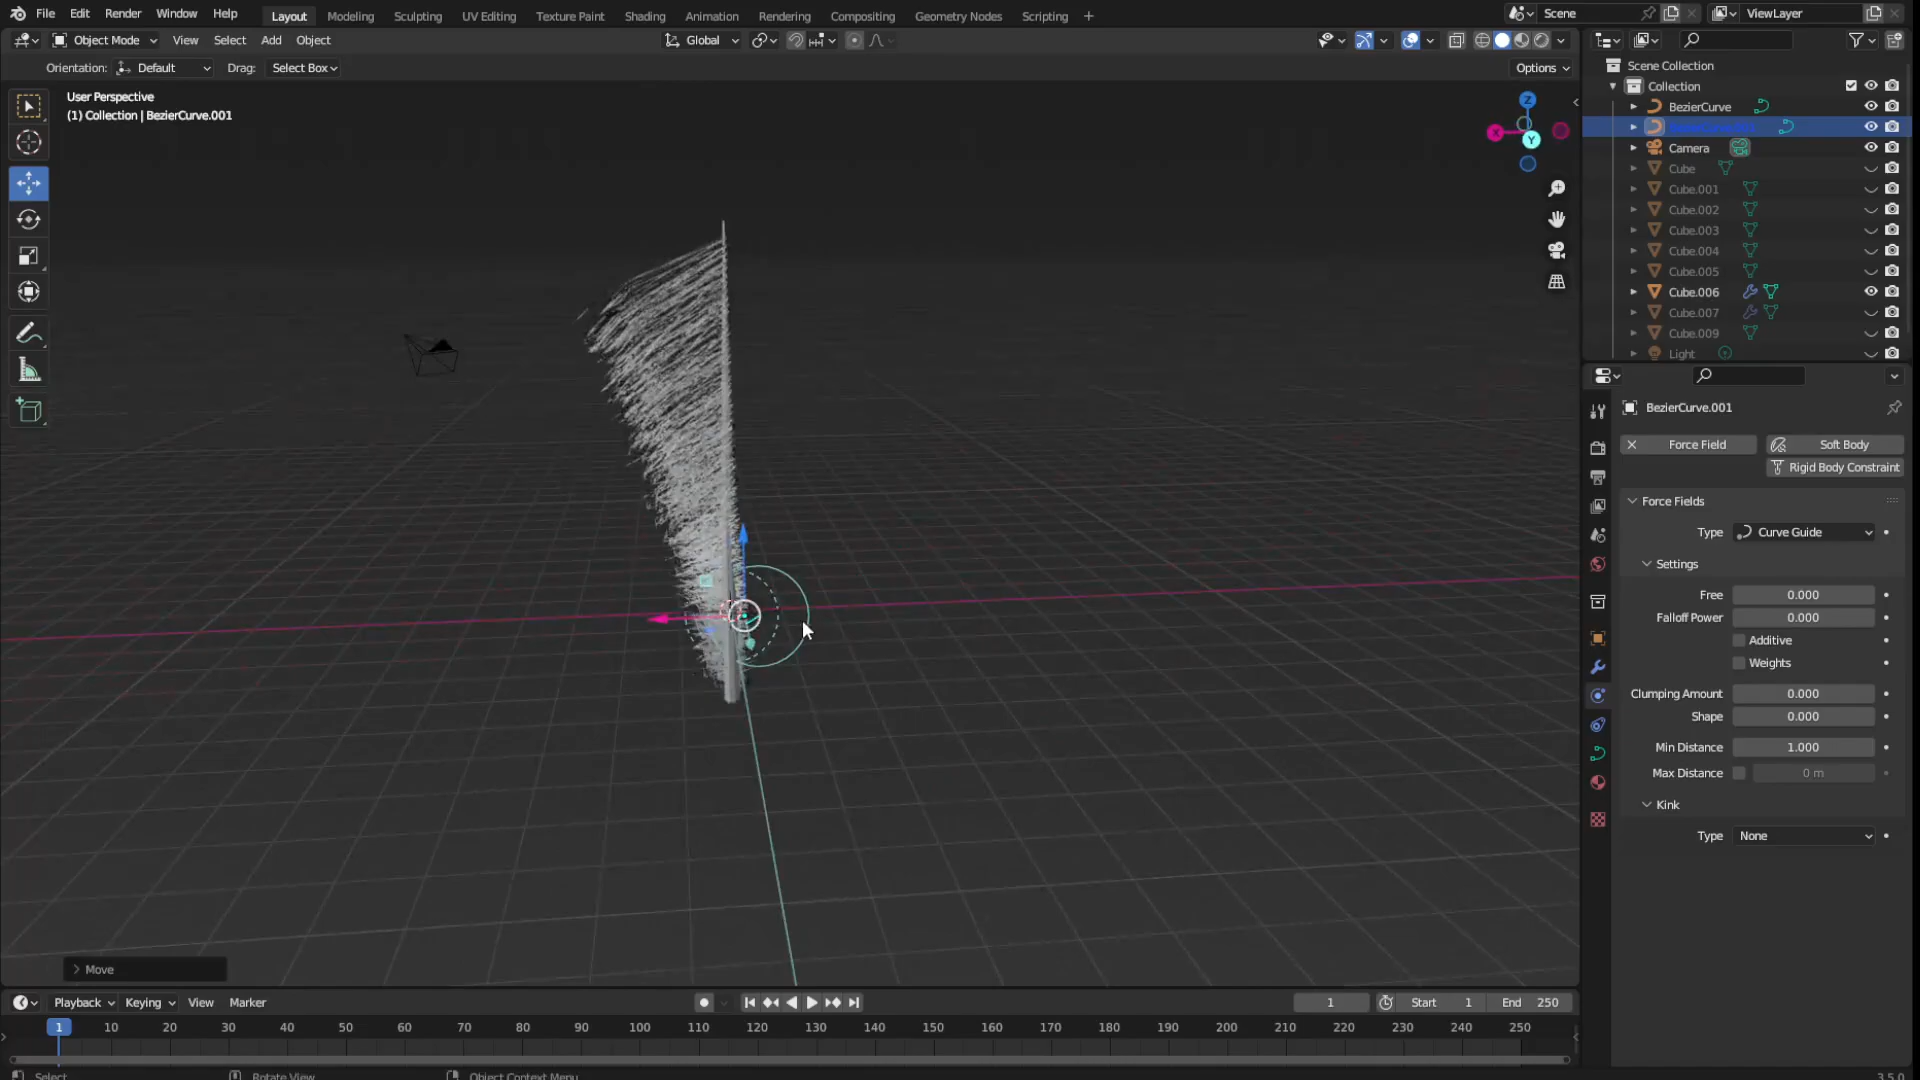 File Edit Render Window Help Layout Modeling Sculpting UV Editing Texture Paint Shading Animation Rendering Compositing Geometry Nodes Scripting + Scene ViewLayer
Object Mode View Select Add Object Global
Orientation: Default Drag: Select Box Options
User Perspective
(1) Collection | BezierCurve.001
X
Y
Z
Scene Collection
Collection
BezierCurve
BezierCurve.001
Camera
Cube
Cube.001
Cube.002
Cube.003
Cube.004
Cube.005
Cube.006
Cube.007
Cube.009
Light
BezierCurve.001
Force Field Soft Body
Rigid Body Constraint
Force Fields
Type Curve Guide
Settings
Free 0.000
Falloff Power 0.000
Additive
Weights
Clumping Amount 0.000
Shape 0.000
Min Distance 1.000
Max Distance 0 m
Kink
Type None
Move
Playback Keying View Marker 1 Start 1 End 250
1 10 20 30 40 50 60 70 80 90 100 110 120 130 140 150 160 170 180 190 200 210 220 230 240 250
Select Rotate View Object Context Menu 3.5.0